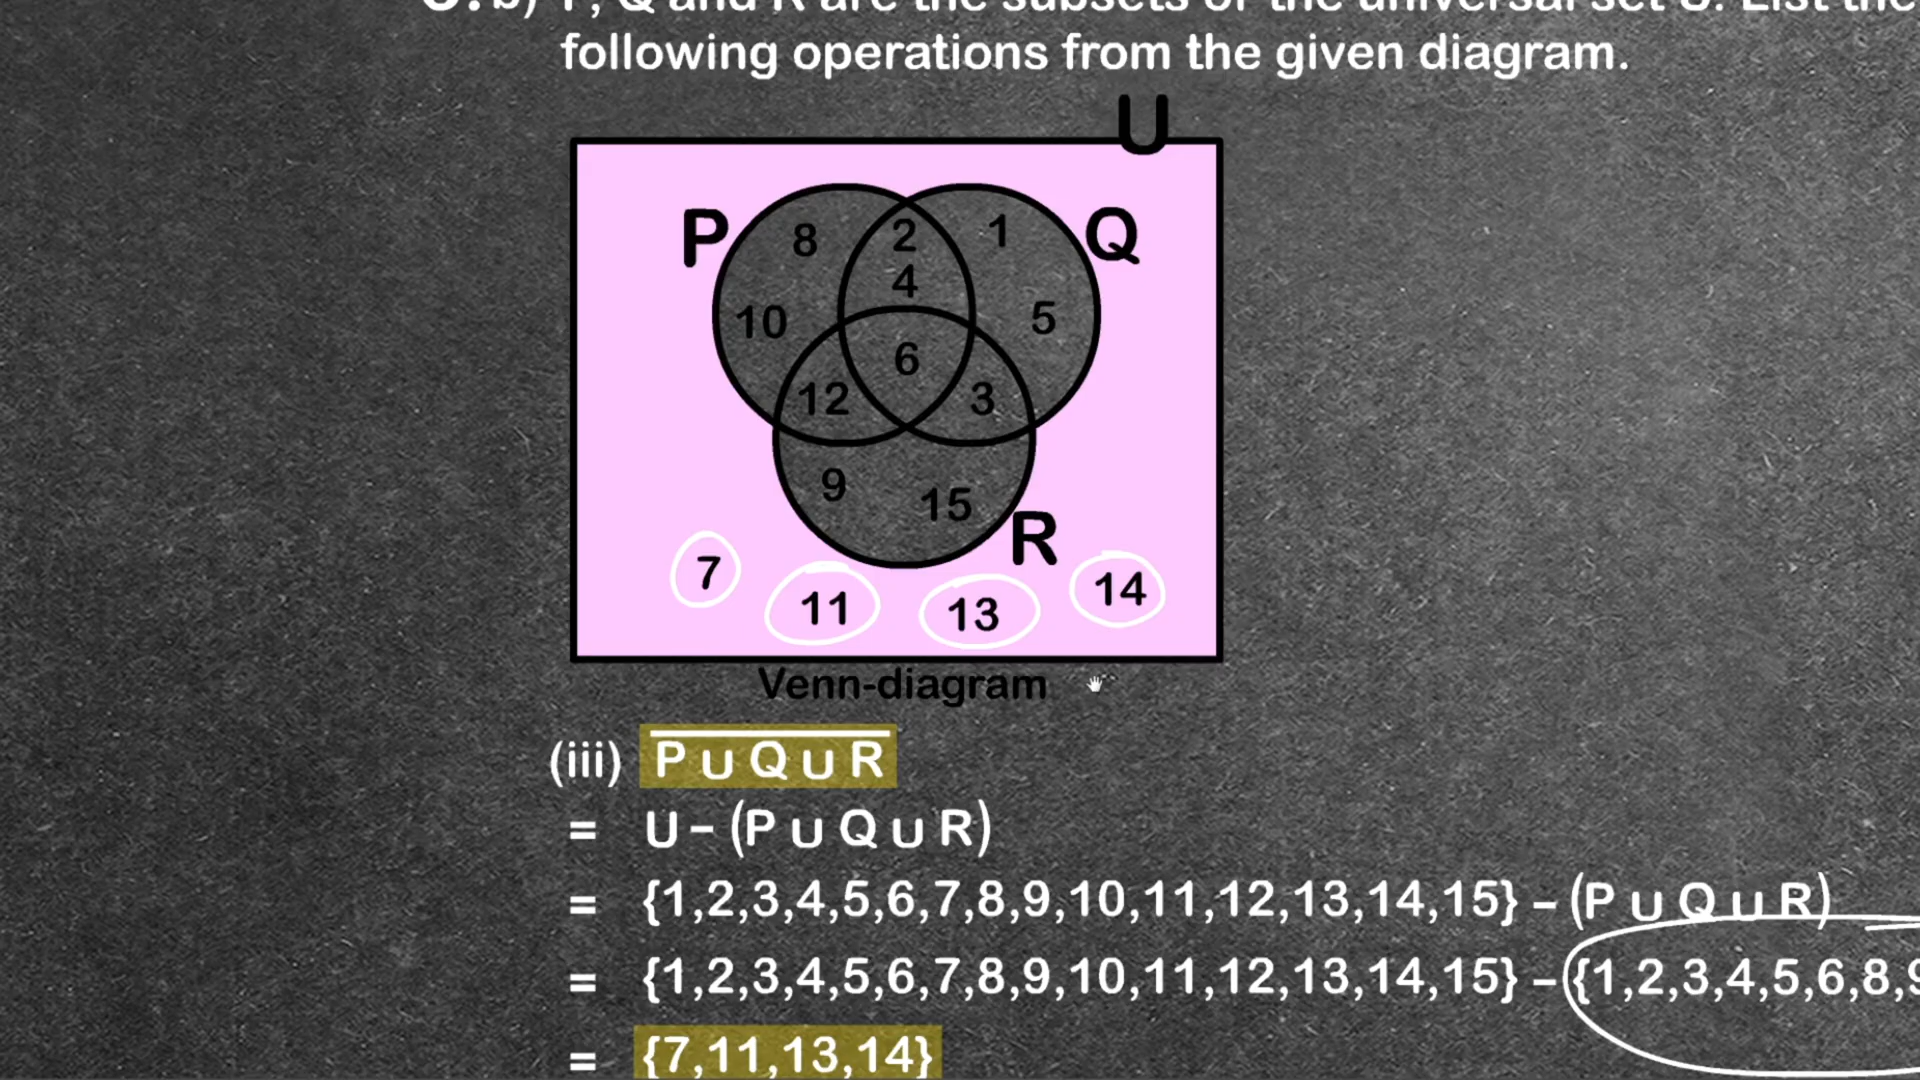 following operations from the given diagram.
U
P
8
2
1
Q
4
10
5
6
12
3
9
15
R
7
11
13
14
Venn-diagram
(iii) P ∪ Q ∪ R
= U - (P ∪ Q ∪ R)
= {1,2,3,4,5,6,7,8,9,10,11,12,13,14,15} - (P ∪ Q ∪ R)
= {1,2,3,4,5,6,7,8,9,10,11,12,13,14,15} - {1,2,3,4,5,6,8,9
= {7,11,13,14}